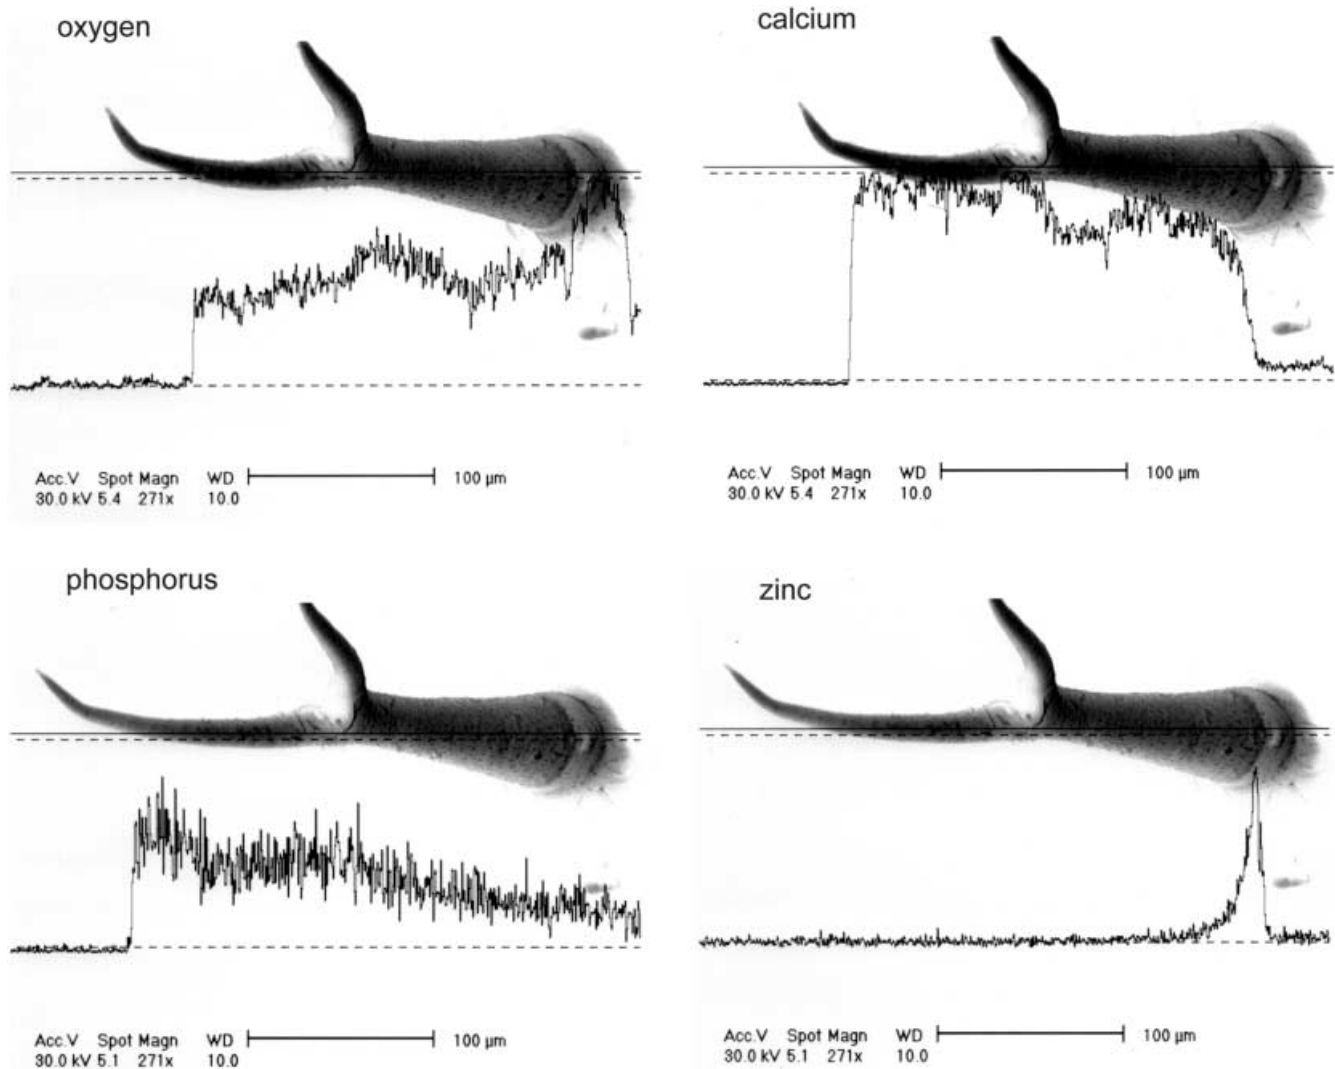 oxygen
Acc.V Spot Magn WD 100 µm
30.0 kV 5.4 271x 10.0
calcium
Acc.V Spot Magn WD 100 µm
30.0 kV 5.4 271x 10.0
phosphorus
Acc.V Spot Magn WD 100 µm
30.0 kV 5.1 271x 10.0
zinc
Acc.V Spot Magn WD 100 µm
30.0 kV 5.1 271x 10.0